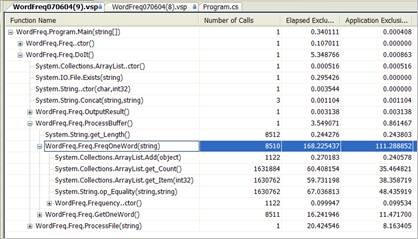 WordFreq070604(9).vsp WordFreq070604(8).vsp Program.cs
Function Name Number of Calls Elapsed Exclu... Application Exclus...
WordFreq.Program.Main(string[]) 1 0.340111 0.000408
WordFreq.Freq..ctor() 1 0.107011 0.000000
WordFreq.Freq.DoIt() 1 5.348766 0.000863
System.Collections.ArrayList..ctor() 1 0.000516 0.000516
System.IO.File.Exists(string) 1 0.295426 0.000000
System.String..ctor(char,int32) 1 0.003544 0.000000
System.String.Concat(string,string) 3 0.001104 0.000000
WordFreq.Freq.OutputResult() 1 0.003138 0.003138
WordFreq.Freq.ProcessBuffer() 1 3.549071 0.861467
System.String.get_Length() 8512 0.244276 0.243803
WordFreq.Freq.FreqOneWord(string) 8510 168.225437 111.288852
System.Collections.ArrayList.Add(object) 1122 0.270183 0.240578
System.Collections.ArrayList.get_Count() 1631884 60.408154 35.464821
System.Collections.ArrayList.get_Item(int32) 1630762 59.731398 38.358719
System.String.op_Equality(string,string) 1630762 67.036813 48.435919
WordFreq.Frequency..ctor() 1122 0.099947 0.099534
WordFreq.Freq.GetOneWord() 8511 16.241996 11.471700
WordFreq.Freq.ProcessFile(string) 1 20.424544 8.163405